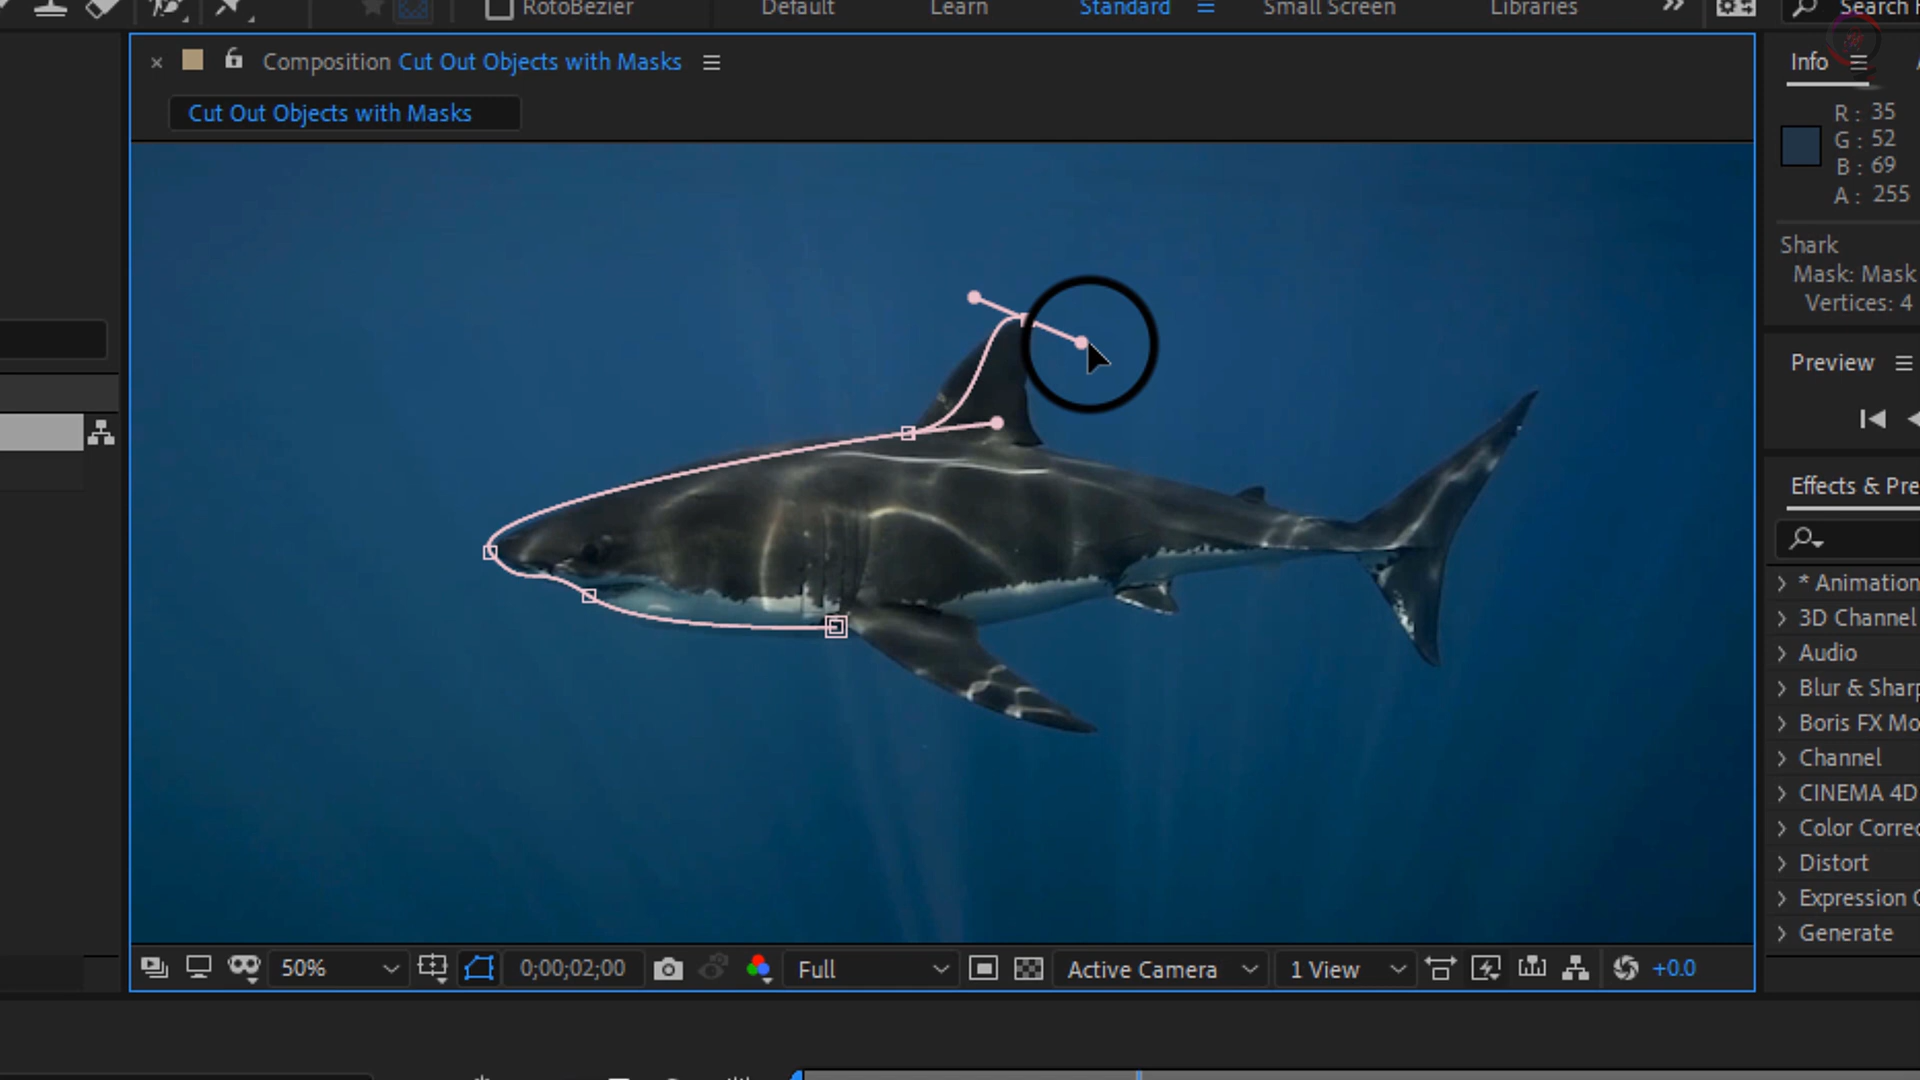 RotoBezier
Default
Learn
Standard
Small Screen
Libraries
Search
Composition Cut Out Objects with Masks
Cut Out Objects with Masks
Info
R : 35
G : 52
B : 69
A : 255
Shark
Mask: Mask
Vertices: 4
Preview
Effects & Pre
* Animation
3D Channel
Audio
Blur & Sharp
Boris FX Mo
Channel
CINEMA 4D
Color Correc
Distort
Expression C
Generate
50%
0;00;02;00
Full
Active Camera
1 View
+0.0